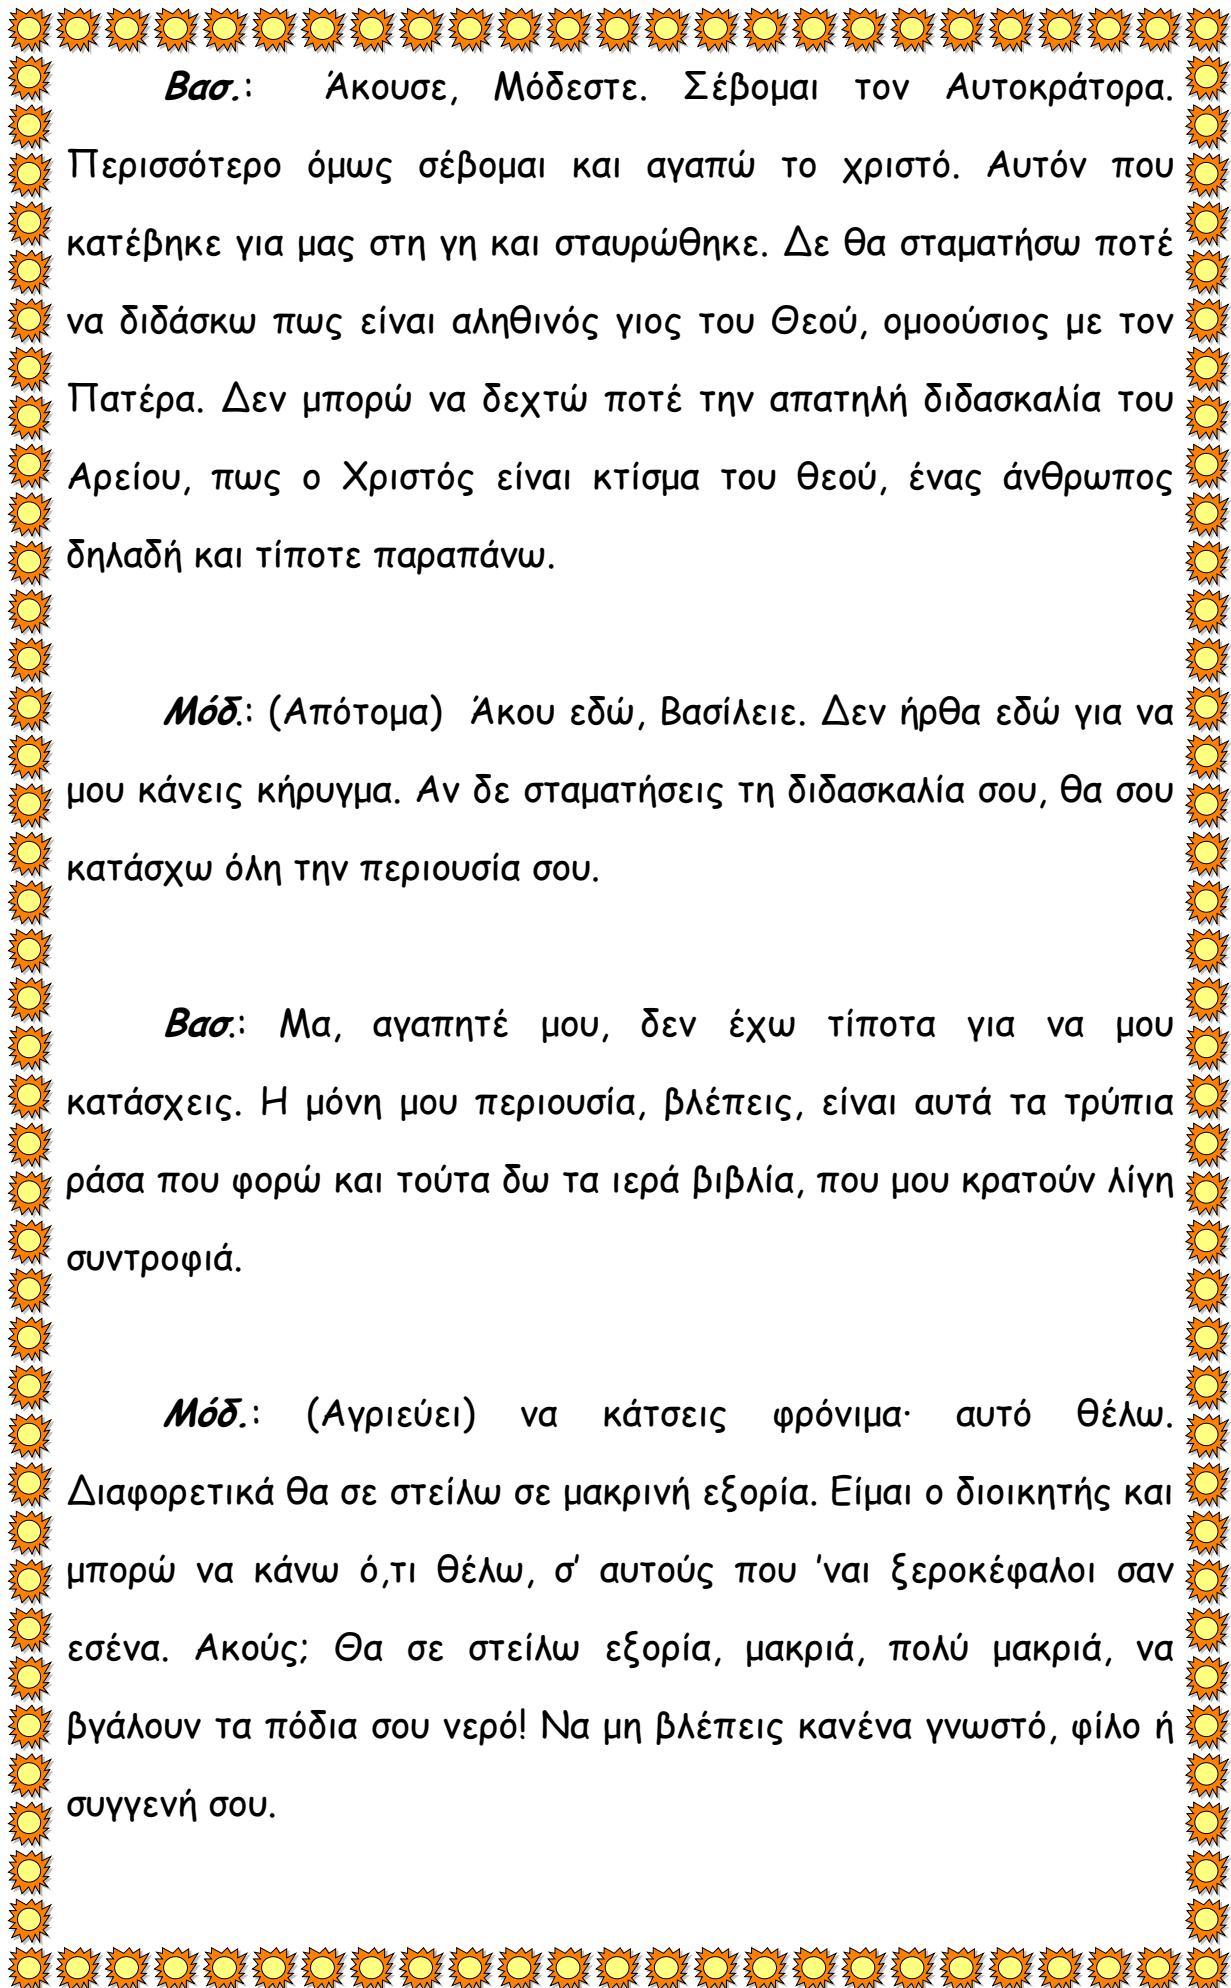 Βασ.: Άκουσε, Μόδεστε. Σέβομαι τον Αυτοκράτορα.
Περισσότερο όμως σέβομαι και αγαπώ το χριστό. Αυτόν που
κατέβηκε για μας στη γη και σταυρώθηκε. Δε θα σταματήσω ποτέ
να διδάσκω πως είναι αληθινός γιος του Θεού, ομοούσιος με τον
Πατέρα. Δεν μπορώ να δεχτώ ποτέ την απατηλή διδασκαλία του
Αρείου, πως ο Χριστός είναι κτίσμα του θεού, ένας άνθρωπος
δηλαδή και τίποτε παραπάνω.
Μόδ.: (Απότομα) Άκου εδώ, Βασίλειε. Δεν ήρθα εδώ για να
μου κάνεις κήρυγμα. Αν δε σταματήσεις τη διδασκαλία σου, θα σου
κατάσχω όλη την περιουσία σου.
Βασ.: Μα, αγαπητέ μου, δεν έχω τίποτα για να μου
κατάσχεις. Η μόνη μου περιουσία, βλέπεις, είναι αυτά τα τρύπια
ράσα που φορώ και τούτα δω τα ιερά βιβλία, που μου κρατούν λίγη
συντροφιά.
Μόδ.: (Αγριεύει) να κάτσεις φρόνιμα· αυτό θέλω.
Διαφορετικά θα σε στείλω σε μακρινή εξορία. Είμαι ο διοικητής και
μπορώ να κάνω ό,τι θέλω, σ' αυτούς που 'ναι ξεροκέφαλοι σαν
εσένα. Ακούς; Θα σε στείλω εξορία, μακριά, πολύ μακριά, να
βγάλουν τα πόδια σου νερό! Να μη βλέπεις κανένα γνωστό, φίλο ή
συγγενή σου.